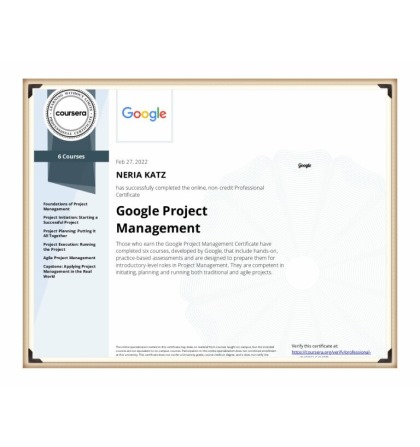 coursera
Google
6 Courses
Feb 27, 2022
NERIA KATZ
has successfully completed the online, non-credit Professional
Certificate
Google Project
Management
Those who earn the Google Project Management Certificate have
completed six courses, developed by Google, that include hands-on,
practice-based assessments and are designed to prepare them for
introductory-level roles in Project Management. They are competent in
initiating, planning and running both traditional and agile projects.
Foundations of Project
Management
Project Initiation: Starting a
Successful Project
Project Planning: Putting It
All Together
Project Execution: Running
the Project
Agile Project Management
Capstone: Applying Project
Management in the Real
World
Google
Verify this certificate at:
https://coursera.org/verify/professional-